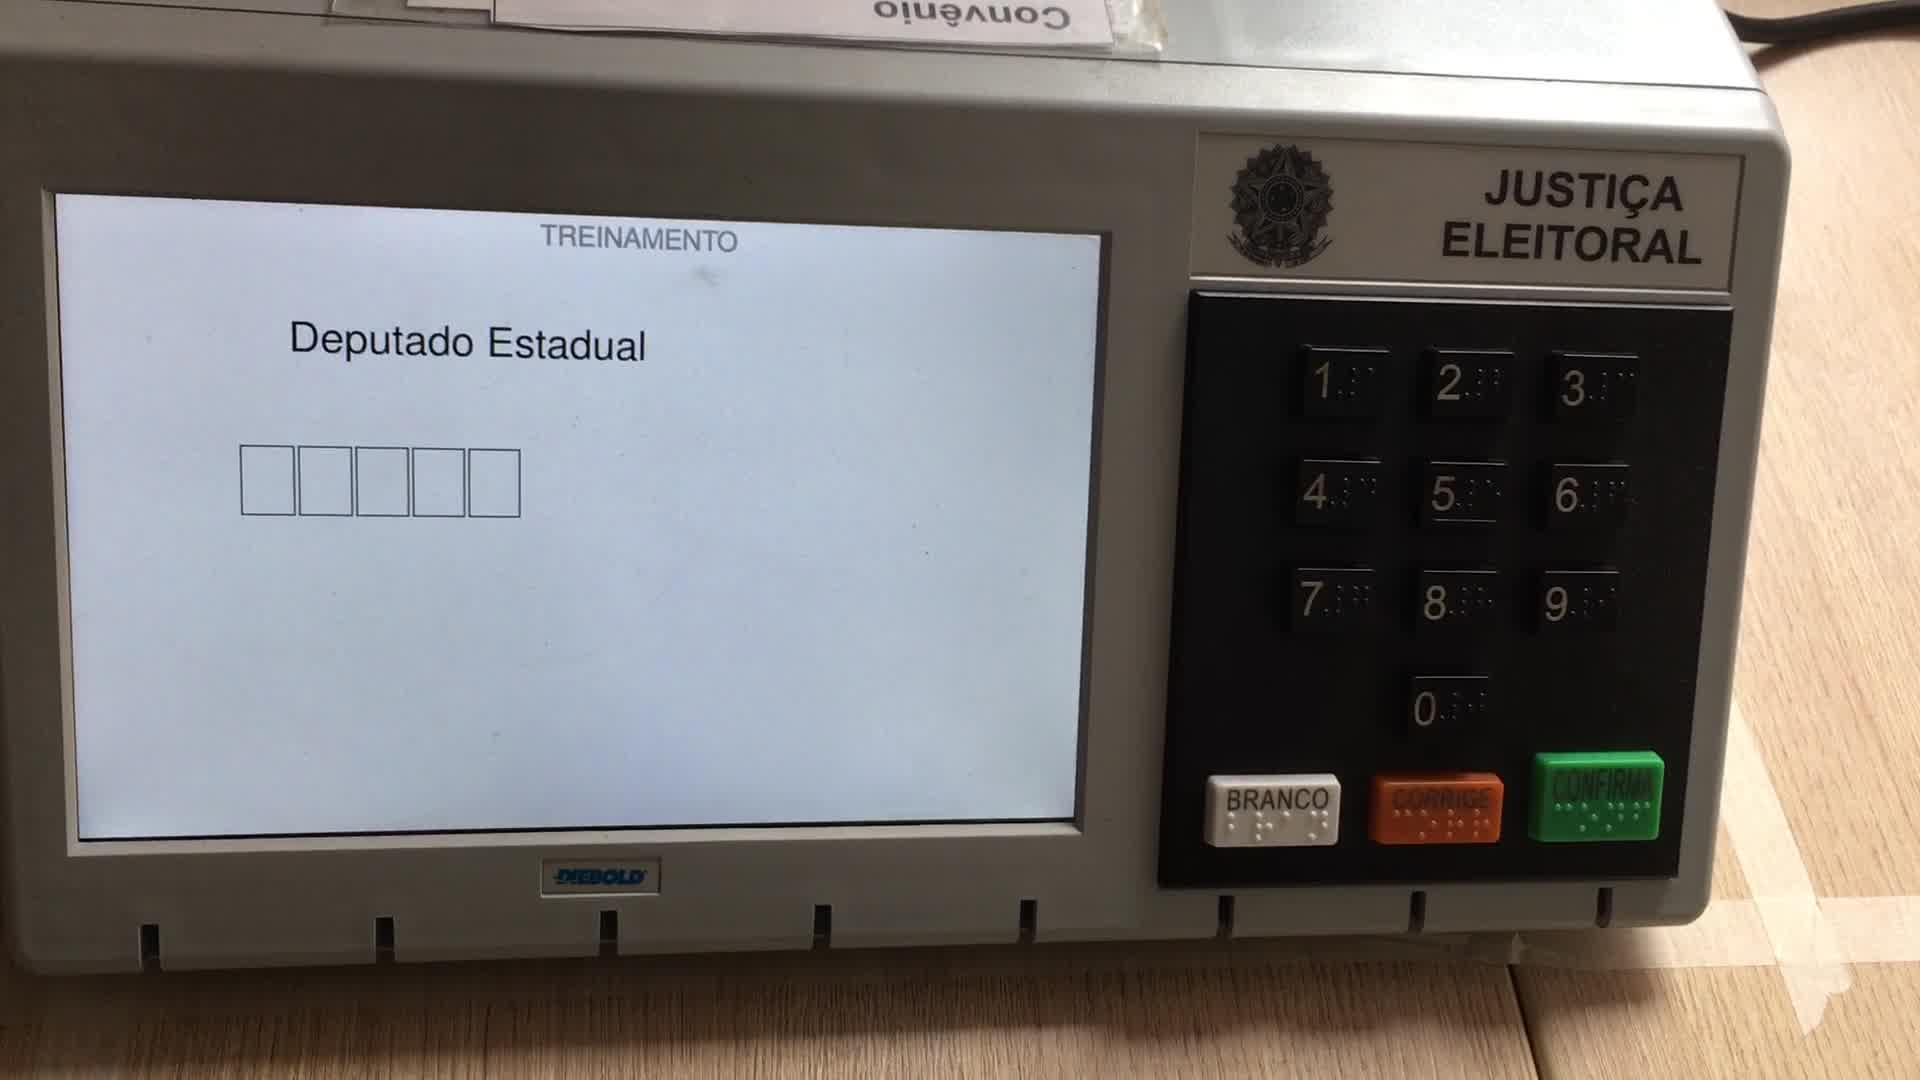 Convênio
JUSTIÇA
ELEITORAL
TREINAMENTO
Deputado Estadual
1 2 3
4 5 6
7 8 9
0
BRANCO CORRIGE CONFIRMA
DIEBOLD